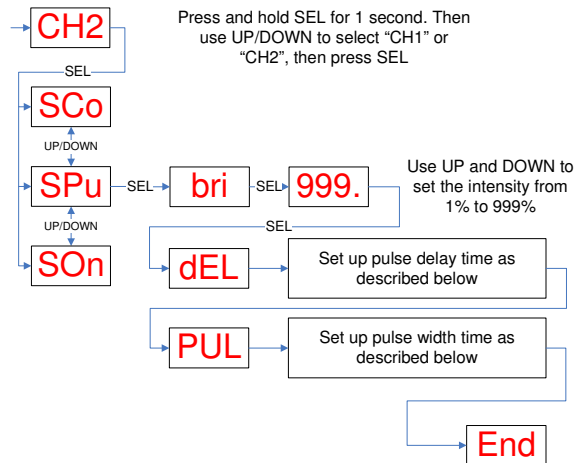 CH2
Press and hold SEL for 1 second. Then
use UP/DOWN to select “CH1” or
“CH2”, then press SEL
SEL
SCo
UP/DOWN
SPu
SEL
bri
SEL
999.
Use UP and DOWN to
set the intensity from
1% to 999%
UP/DOWN
SEL
SOn
dEL
Set up pulse delay time as
described below
PUL
Set up pulse width time as
described below
End